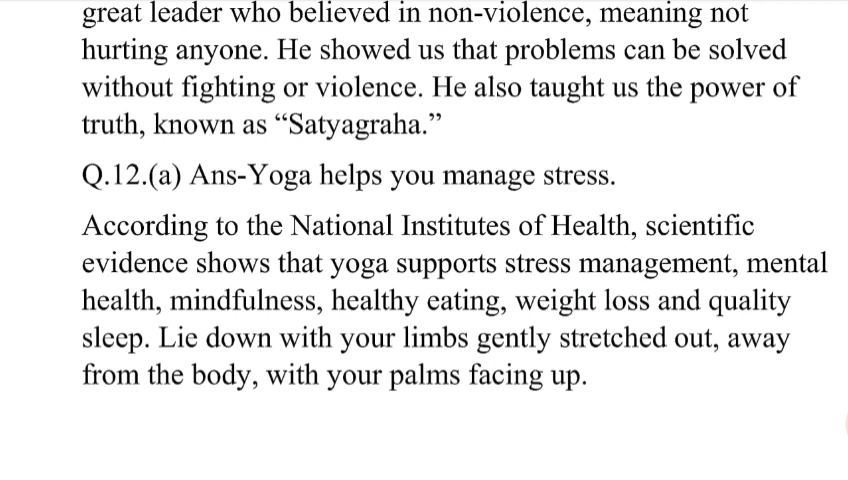 great leader who believed in non-violence, meaning not
hurting anyone. He showed us that problems can be solved
without fighting or violence. He also taught us the power of
truth, known as “Satyagraha.”
Q.12.(a) Ans-Yoga helps you manage stress.
According to the National Institutes of Health, scientific
evidence shows that yoga supports stress management, mental
health, mindfulness, healthy eating, weight loss and quality
sleep. Lie down with your limbs gently stretched out, away
from the body, with your palms facing up.